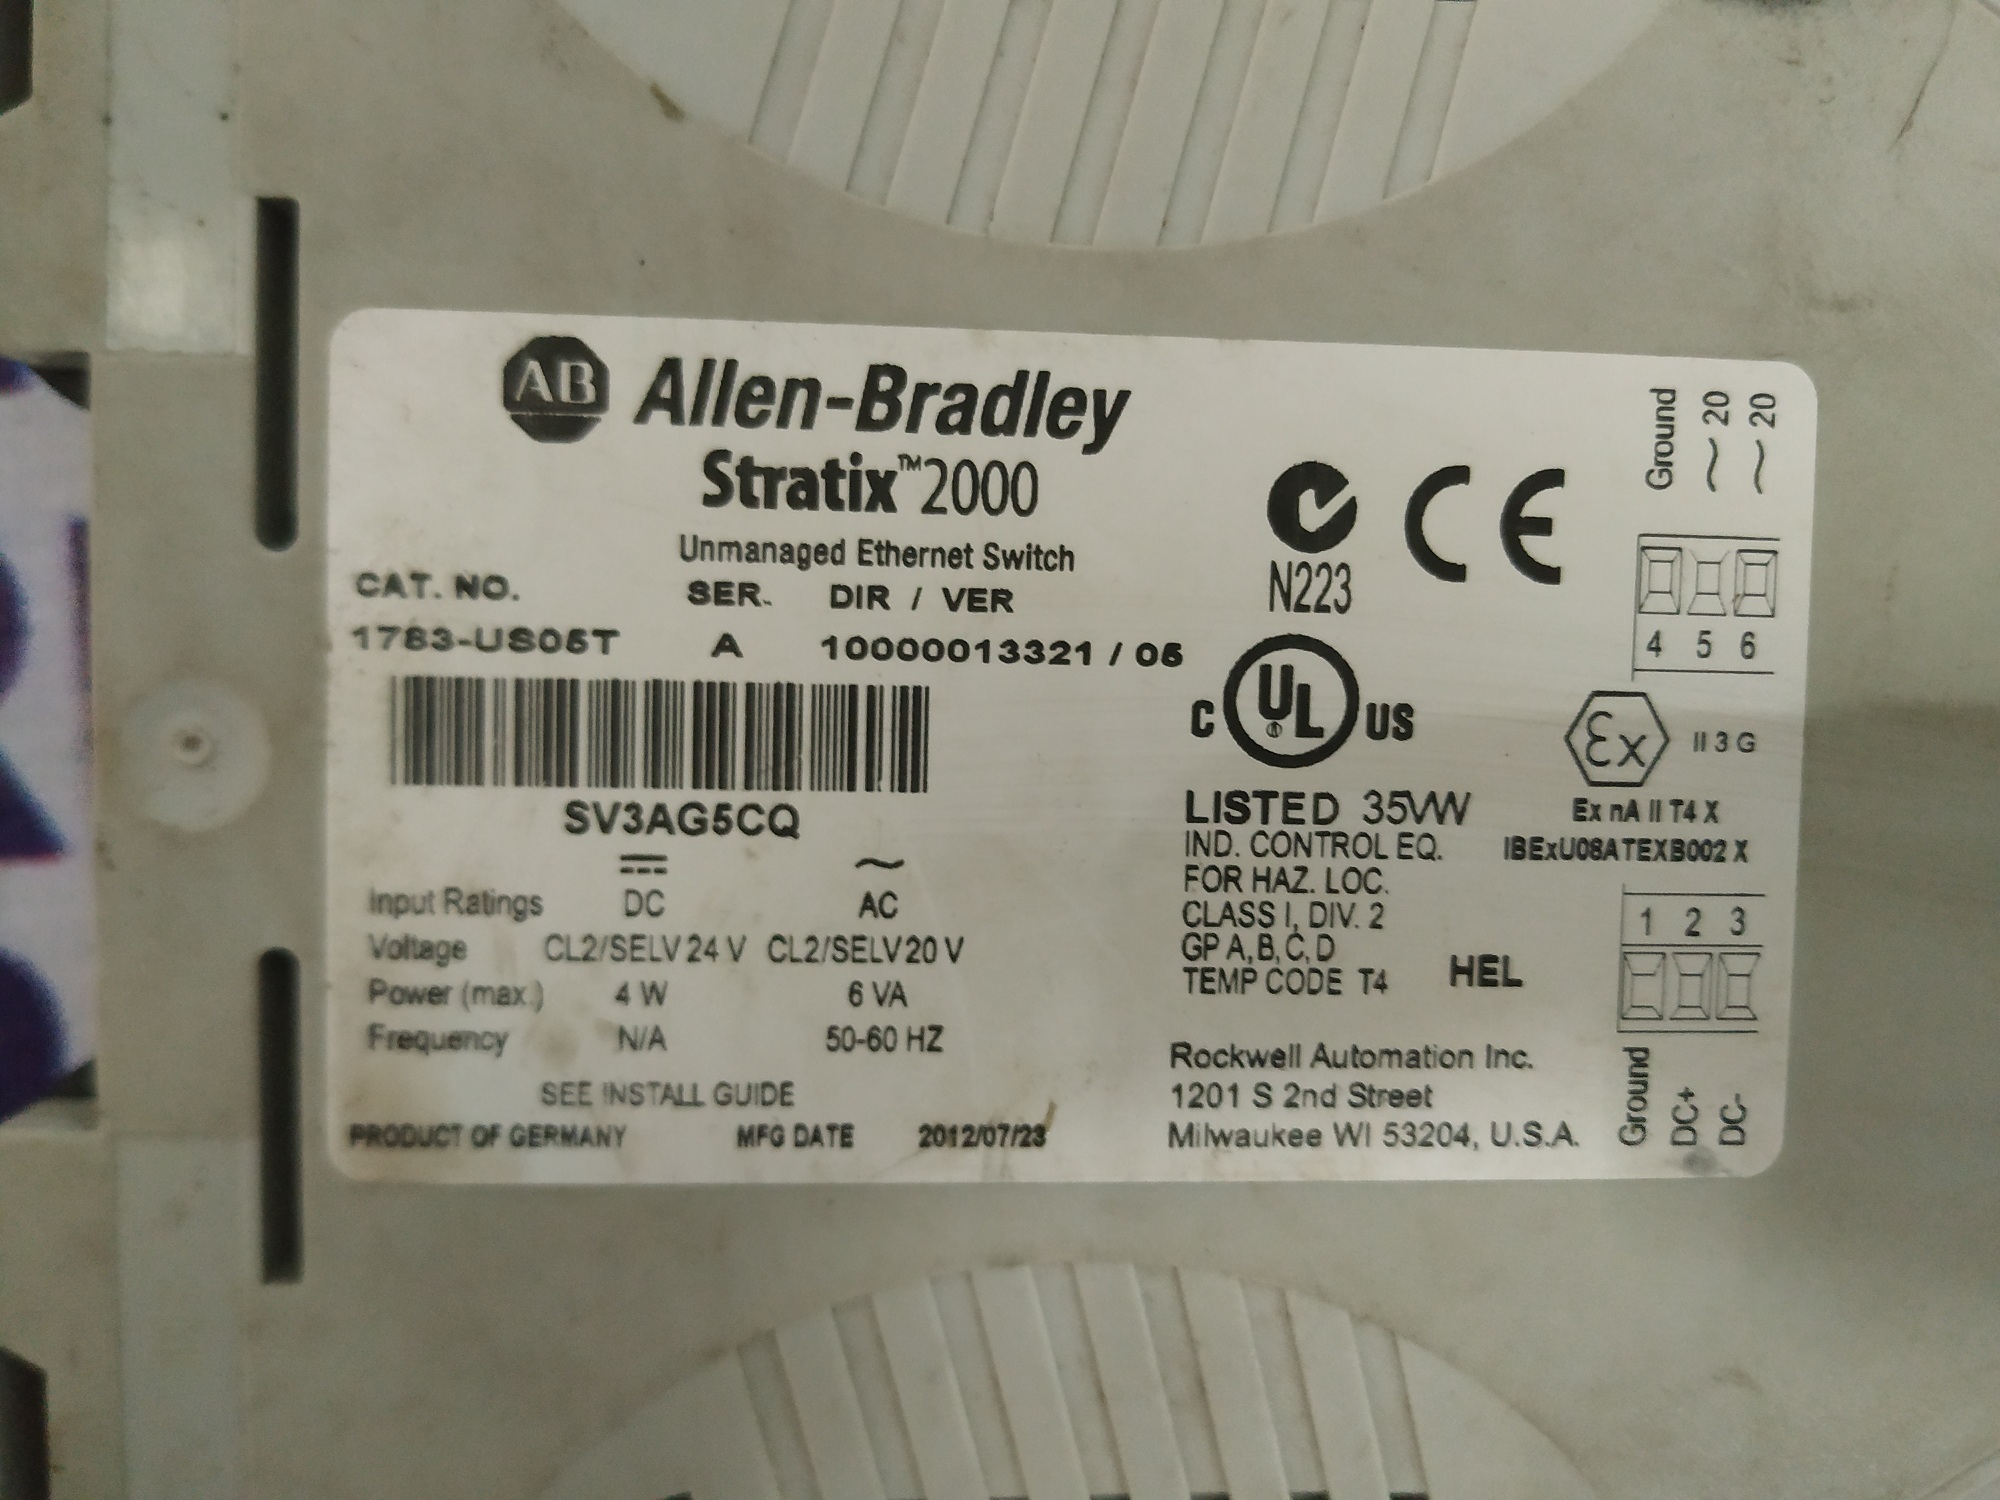 AB Allen-Bradley
Stratix™2000
Unmanaged Ethernet Switch
CAT. NO. SER. DIR / VER
1783-US05T A 10000013321 / 05
SV3AG5CQ
Input Ratings DC AC
Voltage CL2/SELV 24 V CL2/SELV 20 V
Power (max.) 4 W 6 VA
Frequency N/A 50-60 HZ
SEE INSTALL GUIDE
PRODUCT OF GERMANY MFG DATE 2012/07/23
N223
CE
C UL® US
LISTED 35VW
IND. CONTROL EQ.
FOR HAZ. LOC.
CLASS I, DIV. 2
GP A, B, C, D
TEMP CODE T4 HEL
Rockwell Automation Inc.
1201 S 2nd Street
Milwaukee WI 53204, U.S.A.
Ground
~ 20
~ 20
4 5 6
Ex II 3 G
Ex nA II T4 X
IBExU08ATEXB002 X
1 2 3
Ground
DC+
DC-